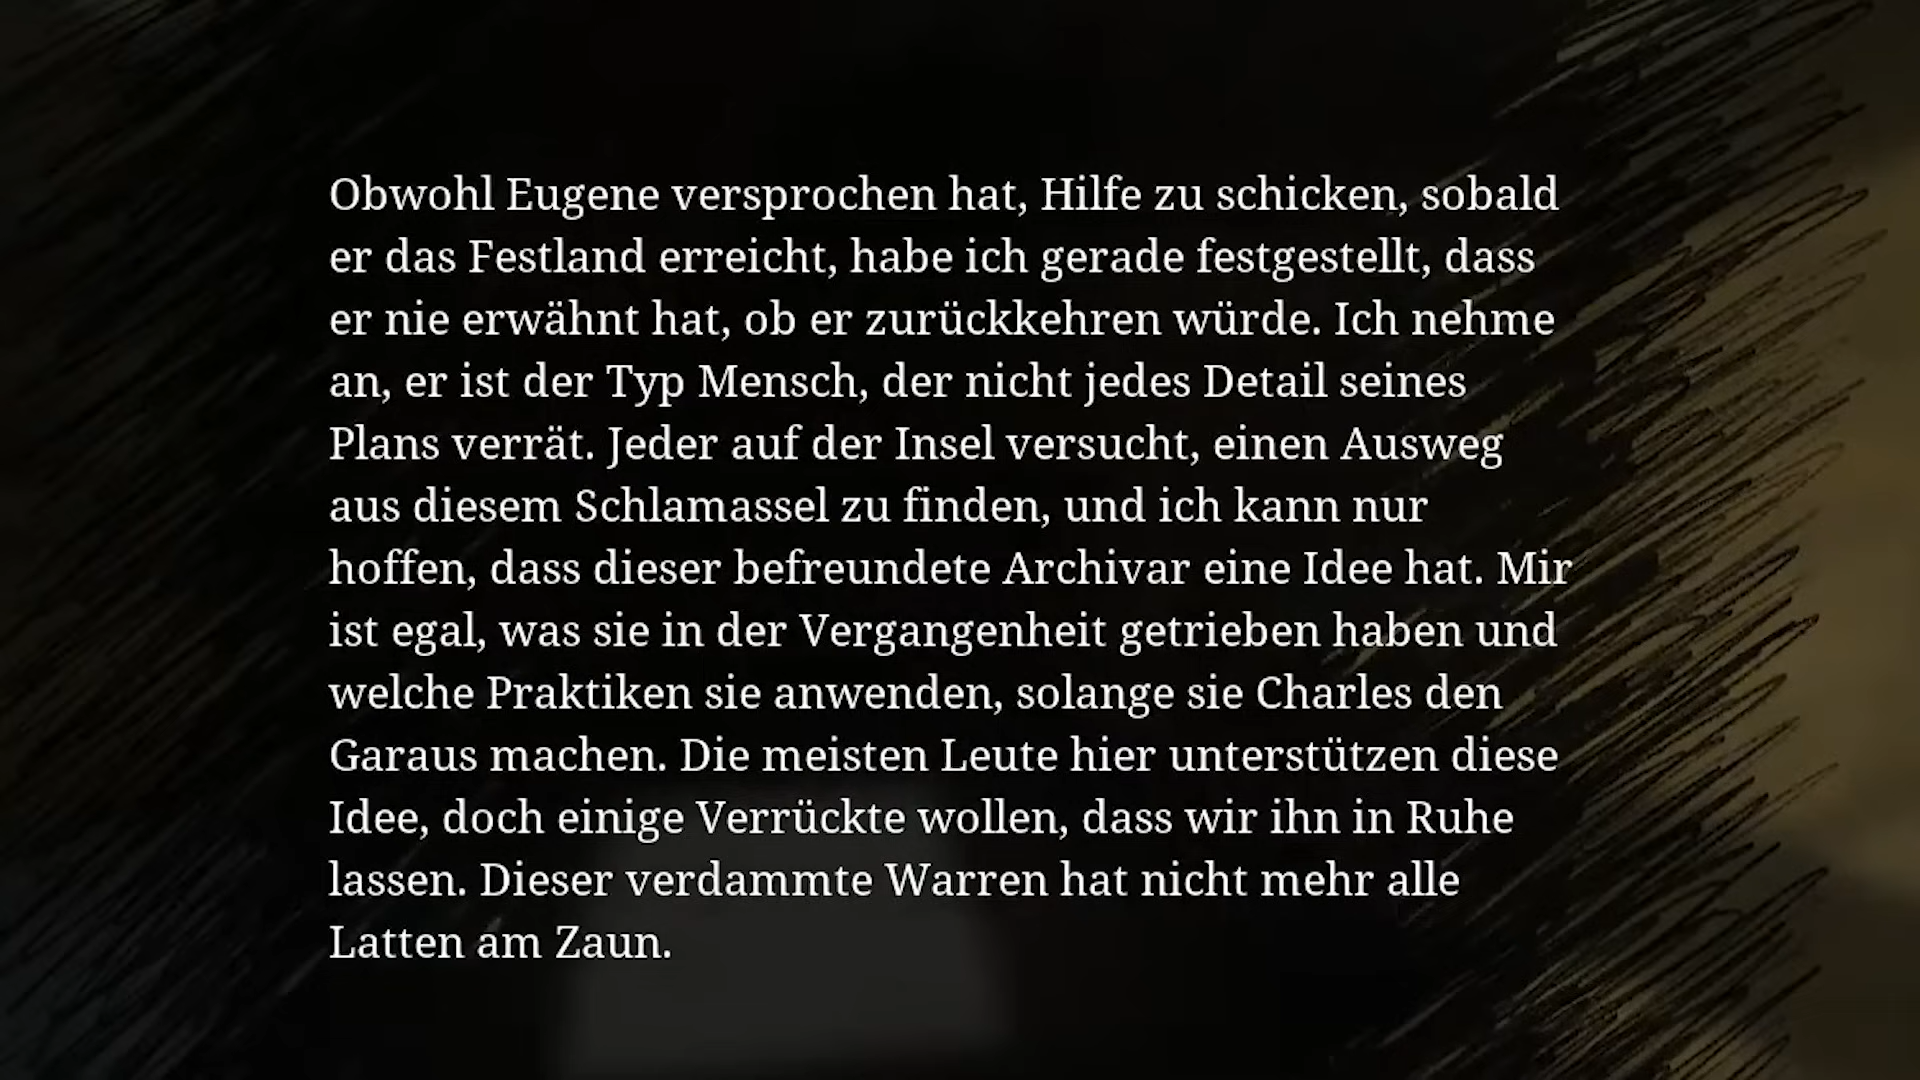 Obwohl Eugene versprochen hat, Hilfe zu schicken, sobald
er das Festland erreicht, habe ich gerade festgestellt, dass
er nie erwähnt hat, ob er zurückkehren würde. Ich nehme
an, er ist der Typ Mensch, der nicht jedes Detail seines
Plans verrät. Jeder auf der Insel versucht, einen Ausweg
aus diesem Schlamassel zu finden, und ich kann nur
hoffen, dass dieser befreundete Archivar eine Idee hat. Mir
ist egal, was sie in der Vergangenheit getrieben haben und
welche Praktiken sie anwenden, solange sie Charles den
Garaus machen. Die meisten Leute hier unterstützen diese
Idee, doch einige Verrückte wollen, dass wir ihn in Ruhe
lassen. Dieser verdammte Warren hat nicht mehr alle
Latten am Zaun.